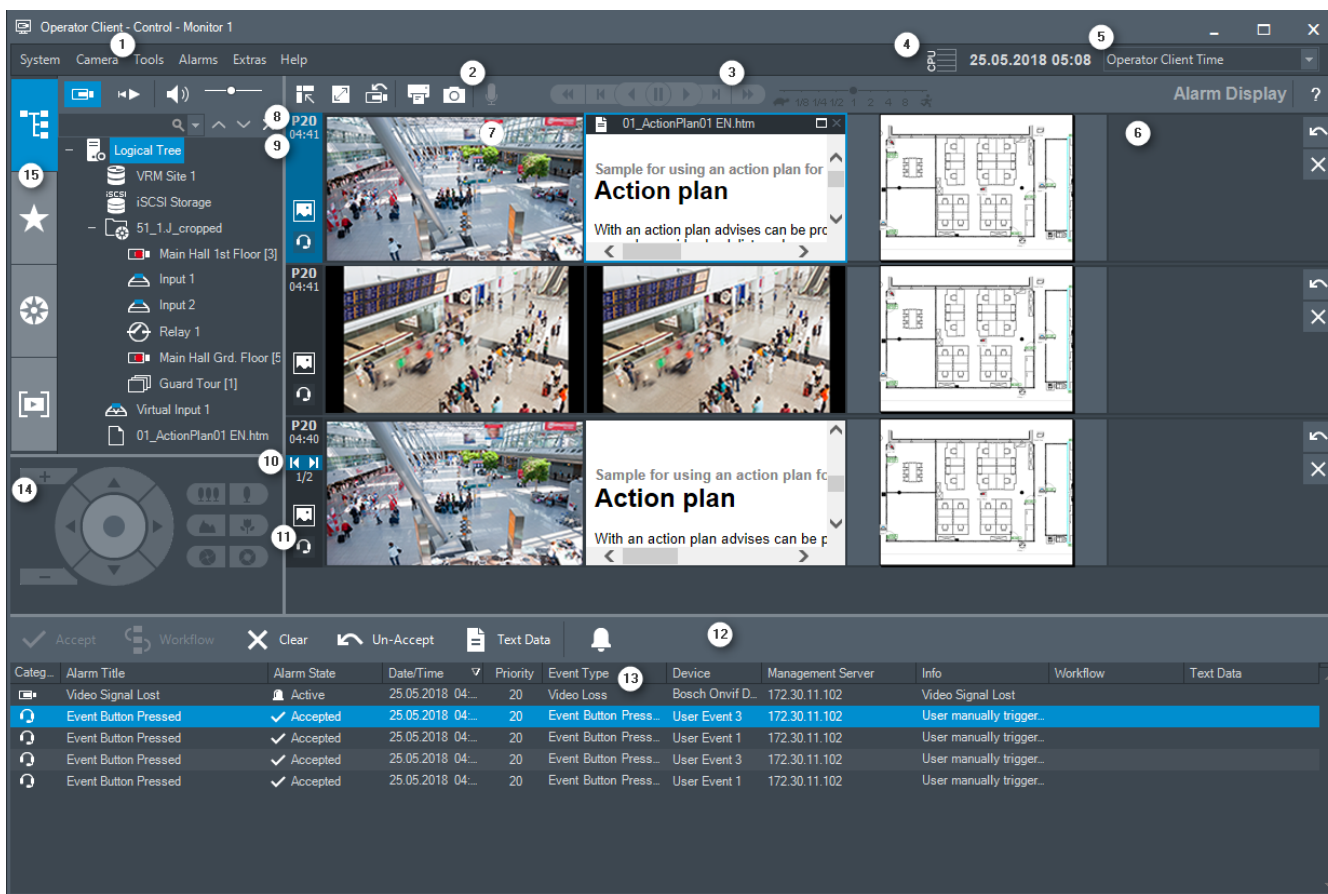 Operator Client - Control - Monitor 1
1
System Camera Tools Alarms Extras Help
4
CPU
25.05.2018 05:08
5
Operator Client Time
2
3
1/8 1/4 1/2 1 2 4 8
Alarm Display ?
8
P20
04:41
9
7
01_ActionPlan01 EN.htm
6
Sample for using an action plan for
Action plan
With an action plan advises can be pro
15
Logical Tree
VRM Site 1
iSCSI
iSCSI Storage
51_1.J_cropped
Main Hall 1st Floor [3]
Input 1
Input 2
Relay 1
Main Hall Grd. Floor [5
Guard Tour [1]
Virtual Input 1
01_ActionPlan01 EN.htm
P20
04:41
P20
04:40
10
1/2
11
Sample for using an action plan fo
Action plan
With an action plan advises can be p
14
Accept Workflow Clear Un-Accept Text Data
12
Categ... Alarm Title Alarm State Date/Time Priority Event Type Device Management Server Info Workflow Text Data
13
Video Signal Lost Active 25.05.2018 04:... 20 Video Loss Bosch Onvif D... 172.30.11.102 Video Signal Lost
Event Button Pressed Accepted 25.05.2018 04:... 20 Event Button Press... User Event 3 172.30.11.102 User manually trigger...
Event Button Pressed Accepted 25.05.2018 04:... 20 Event Button Press... User Event 1 172.30.11.102 User manually trigger...
Event Button Pressed Accepted 25.05.2018 04:... 20 Event Button Press... User Event 3 172.30.11.102 User manually trigger...
Event Button Pressed Accepted 25.05.2018 04:... 20 Event Button Press... User Event 1 172.30.11.102 User manually trigger...